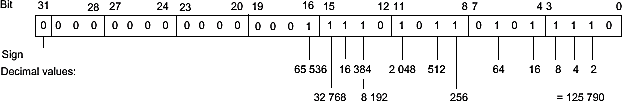 Bit 31 28 27 24 23 20 19 16 15 12 11 8 7 4 3 0
0 0 0 0 0 0 0 0 0 0 0 0 0 0 0 1 1 1 1 0 1 0 1 1 0 1 0 1 1 1 1 0
Sign
Decimal values: 65 536 16 384 2 048 512 64 16 8 4 2
32 768 8 192 256 = 125 790